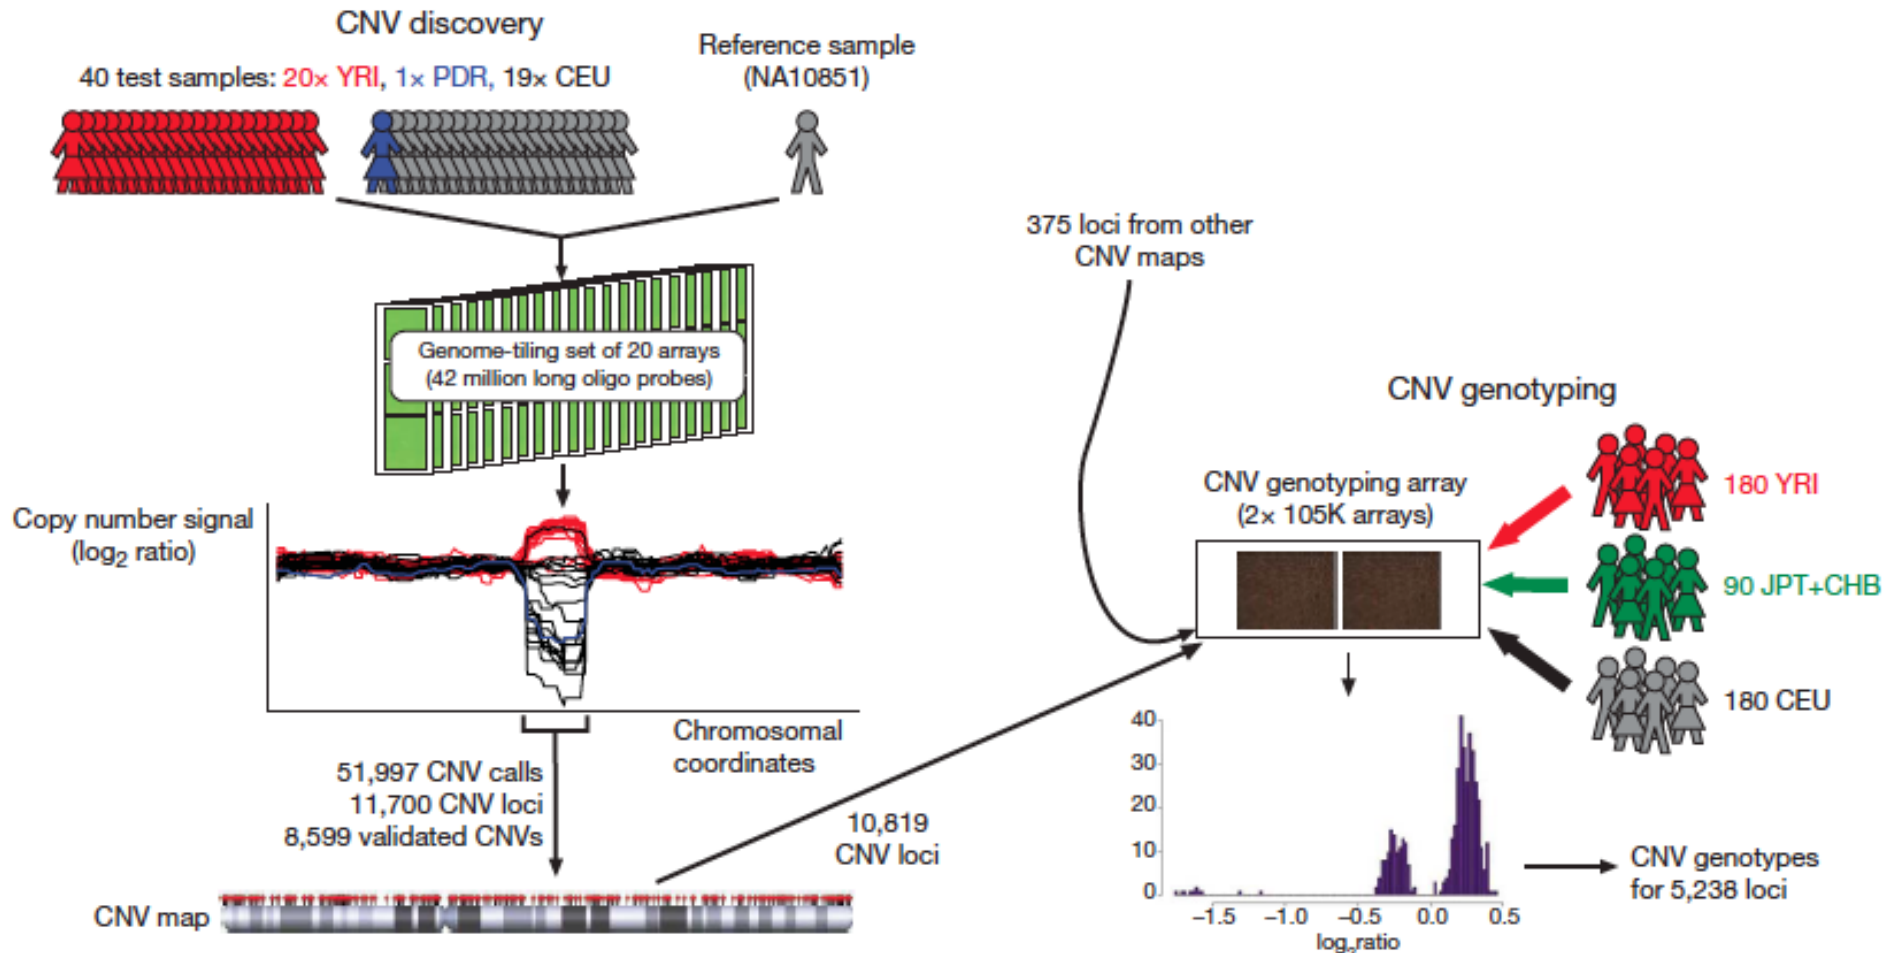 CNV discovery
40 test samples: 20× YRI, 1× PDR, 19× CEU
Reference sample
(NA10851)
Genome-tiling set of 20 arrays
(42 million long oligo probes)
Copy number signal
(log2 ratio)
Chromosomal
coordinates
51,997 CNV calls
11,700 CNV loci
8,599 validated CNVs
CNV map
10,819
CNV loci
375 loci from other
CNV maps
CNV genotyping
CNV genotyping array
(2× 105K arrays)
180 YRI
90 JPT+CHB
180 CEU
40
30
20
10
0
−1.5 −1.0 −0.5 0.0 0.5
log2ratio
CNV genotypes
for 5,238 loci